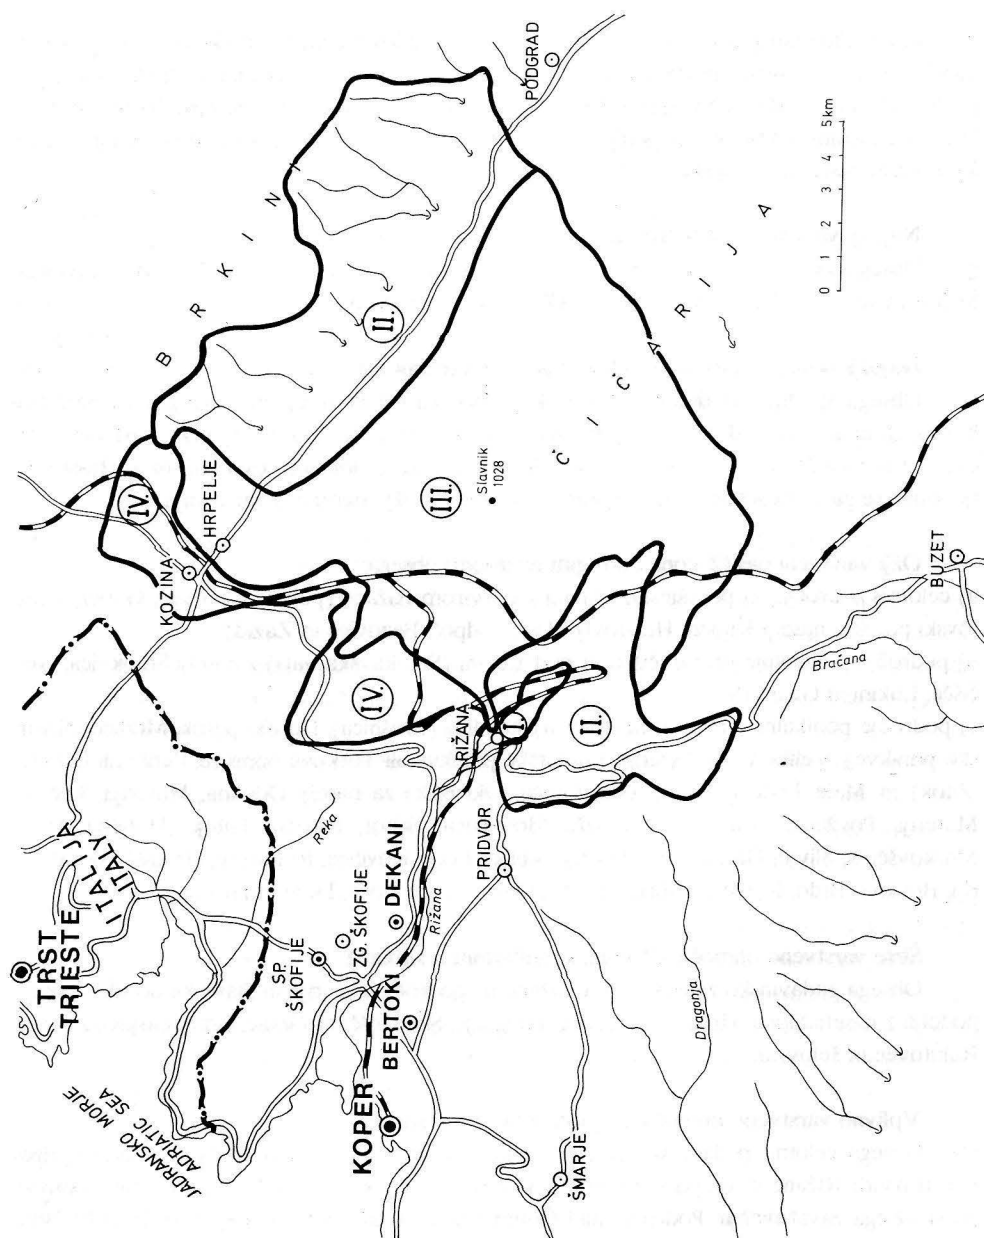 TRST
TRIESTE
ITALIJA
ITALY
JADRANSKO MORJE
ADRIATIC SEA
KOPER
BERTOKI
DEKANI
SP.
ŠKOFIJE
ZG. ŠKOFIJE
Rižana
Reka
RIŽANA
PRIDVOR
ŠMARJE
Dragonja
Bračana
BUZET
KOZINA
HRPELJE
PODGRAD
BRKINI
ČIČARIJA
Slavnik
1028
I.
II.
II.
III.
IV.
IV.
0 1 2 3 4 5 km